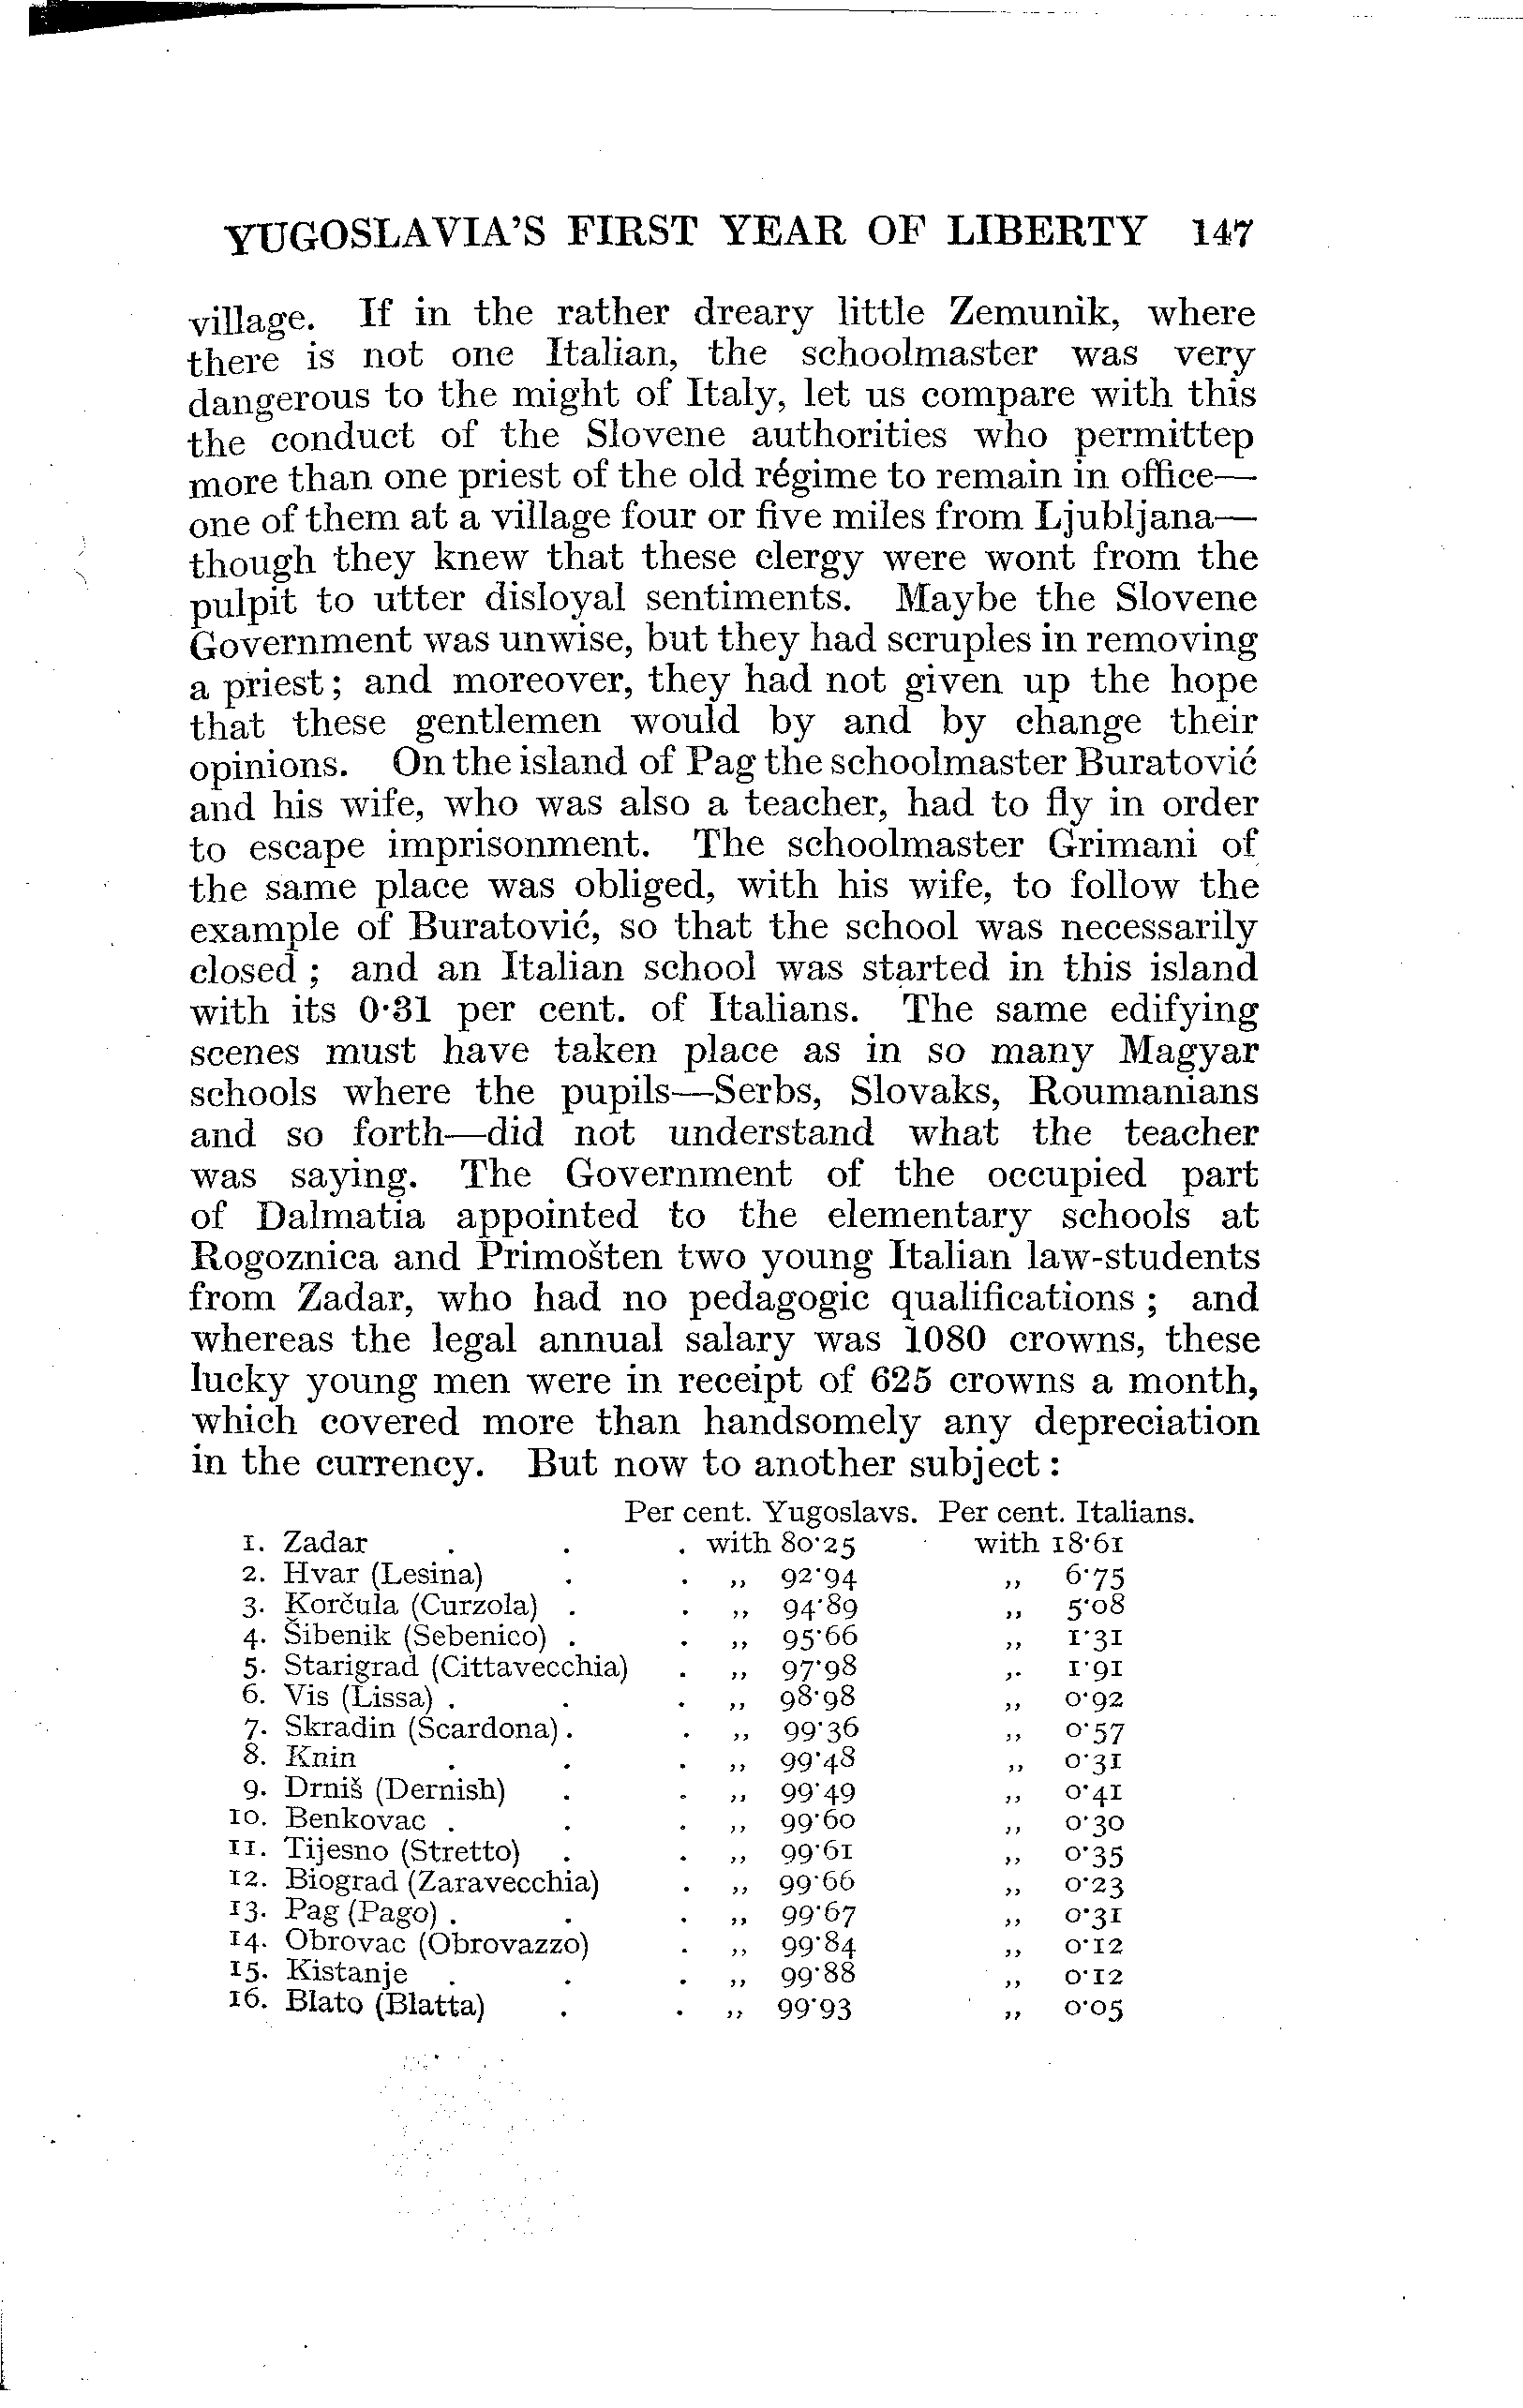 YUGOSLAVIA'S FIRST YEAR OF LIBERTY 147
village. If in the rather dreary little Zemunik, where
there is not one Italian, the schoolmaster was very
dangerous to the might of Italy, let us compare with this
the conduct of the Slovene authorities who permittep
more than one priest of the old régime to remain in office—
one of them at a village four or five miles from Ljubljana—
though they knew that these clergy were wont from the
pulpit to utter disloyal sentiments. Maybe the Slovene
Government was unwise, but they had scruples in removing
a priest; and moreover, they had not given up the hope
that these gentlemen would by and by change their
opinions. On the island of Pag the schoolmaster Buratović
and his wife, who was also a teacher, had to fly in order
to escape imprisonment. The schoolmaster Grimani of
the same place was obliged, with his wife, to follow the
example of Buratović, so that the school was necessarily
closed ; and an Italian school was started in this island
with its 0·31 per cent. of Italians. The same edifying
scenes must have taken place as in so many Magyar
schools where the pupils—Serbs, Slovaks, Roumanians
and so forth—did not understand what the teacher
was saying. The Government of the occupied part
of Dalmatia appointed to the elementary schools at
Rogoznica and Primošten two young Italian law-students
from Zadar, who had no pedagogic qualifications ; and
whereas the legal annual salary was 1080 crowns, these
lucky young men were in receipt of 625 crowns a month,
which covered more than handsomely any depreciation
in the currency. But now to another subject :
Per cent. Yugoslavs. Per cent. Italians.
1. Zadar . . . with 80·25 with 18·61
2. Hvar (Lesina) . . ,, 92·94 ,, 6·75
3. Korčula (Curzola) . . ,, 94·89 ,, 5·08
4. Šibenik (Sebenico) . . ,, 95·66 ,, 1·31
5. Starigrad (Cittavecchia) . ,, 97·98 ,, 1·91
6. Vis (Lissa) . . . ,, 98·98 ,, 0·92
7. Skradin (Scardona) . . ,, 99·36 ,, 0·57
8. Knin . . . ,, 99·48 ,, 0·31
9. Drniš (Dernish) . . ,, 99·49 ,, 0·41
10. Benkovac . . . ,, 99·60 ,, 0·30
11. Tijesno (Stretto) . . ,, 99·61 ,, 0·35
12. Biograd (Zaravecchia) . ,, 99·66 ,, 0·23
13. Pag (Pago) . . . ,, 99·67 ,, 0·31
14. Obrovac (Obrovazzo) . ,, 99·84 ,, 0·12
15. Kistanje . . . ,, 99·88 ,, 0·12
16. Blato (Blatta) . . ,, 99·93 ,, 0·05